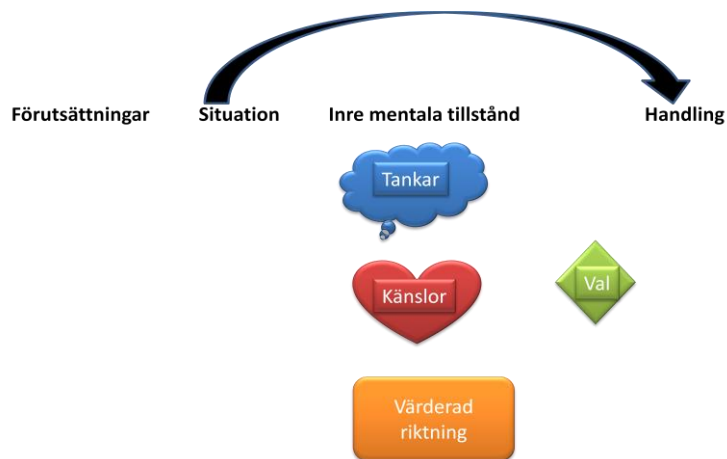 Förutsättningar Situation Inre mentala tillstånd Handling
Tankar
Känslor
Val
Värderad
riktning